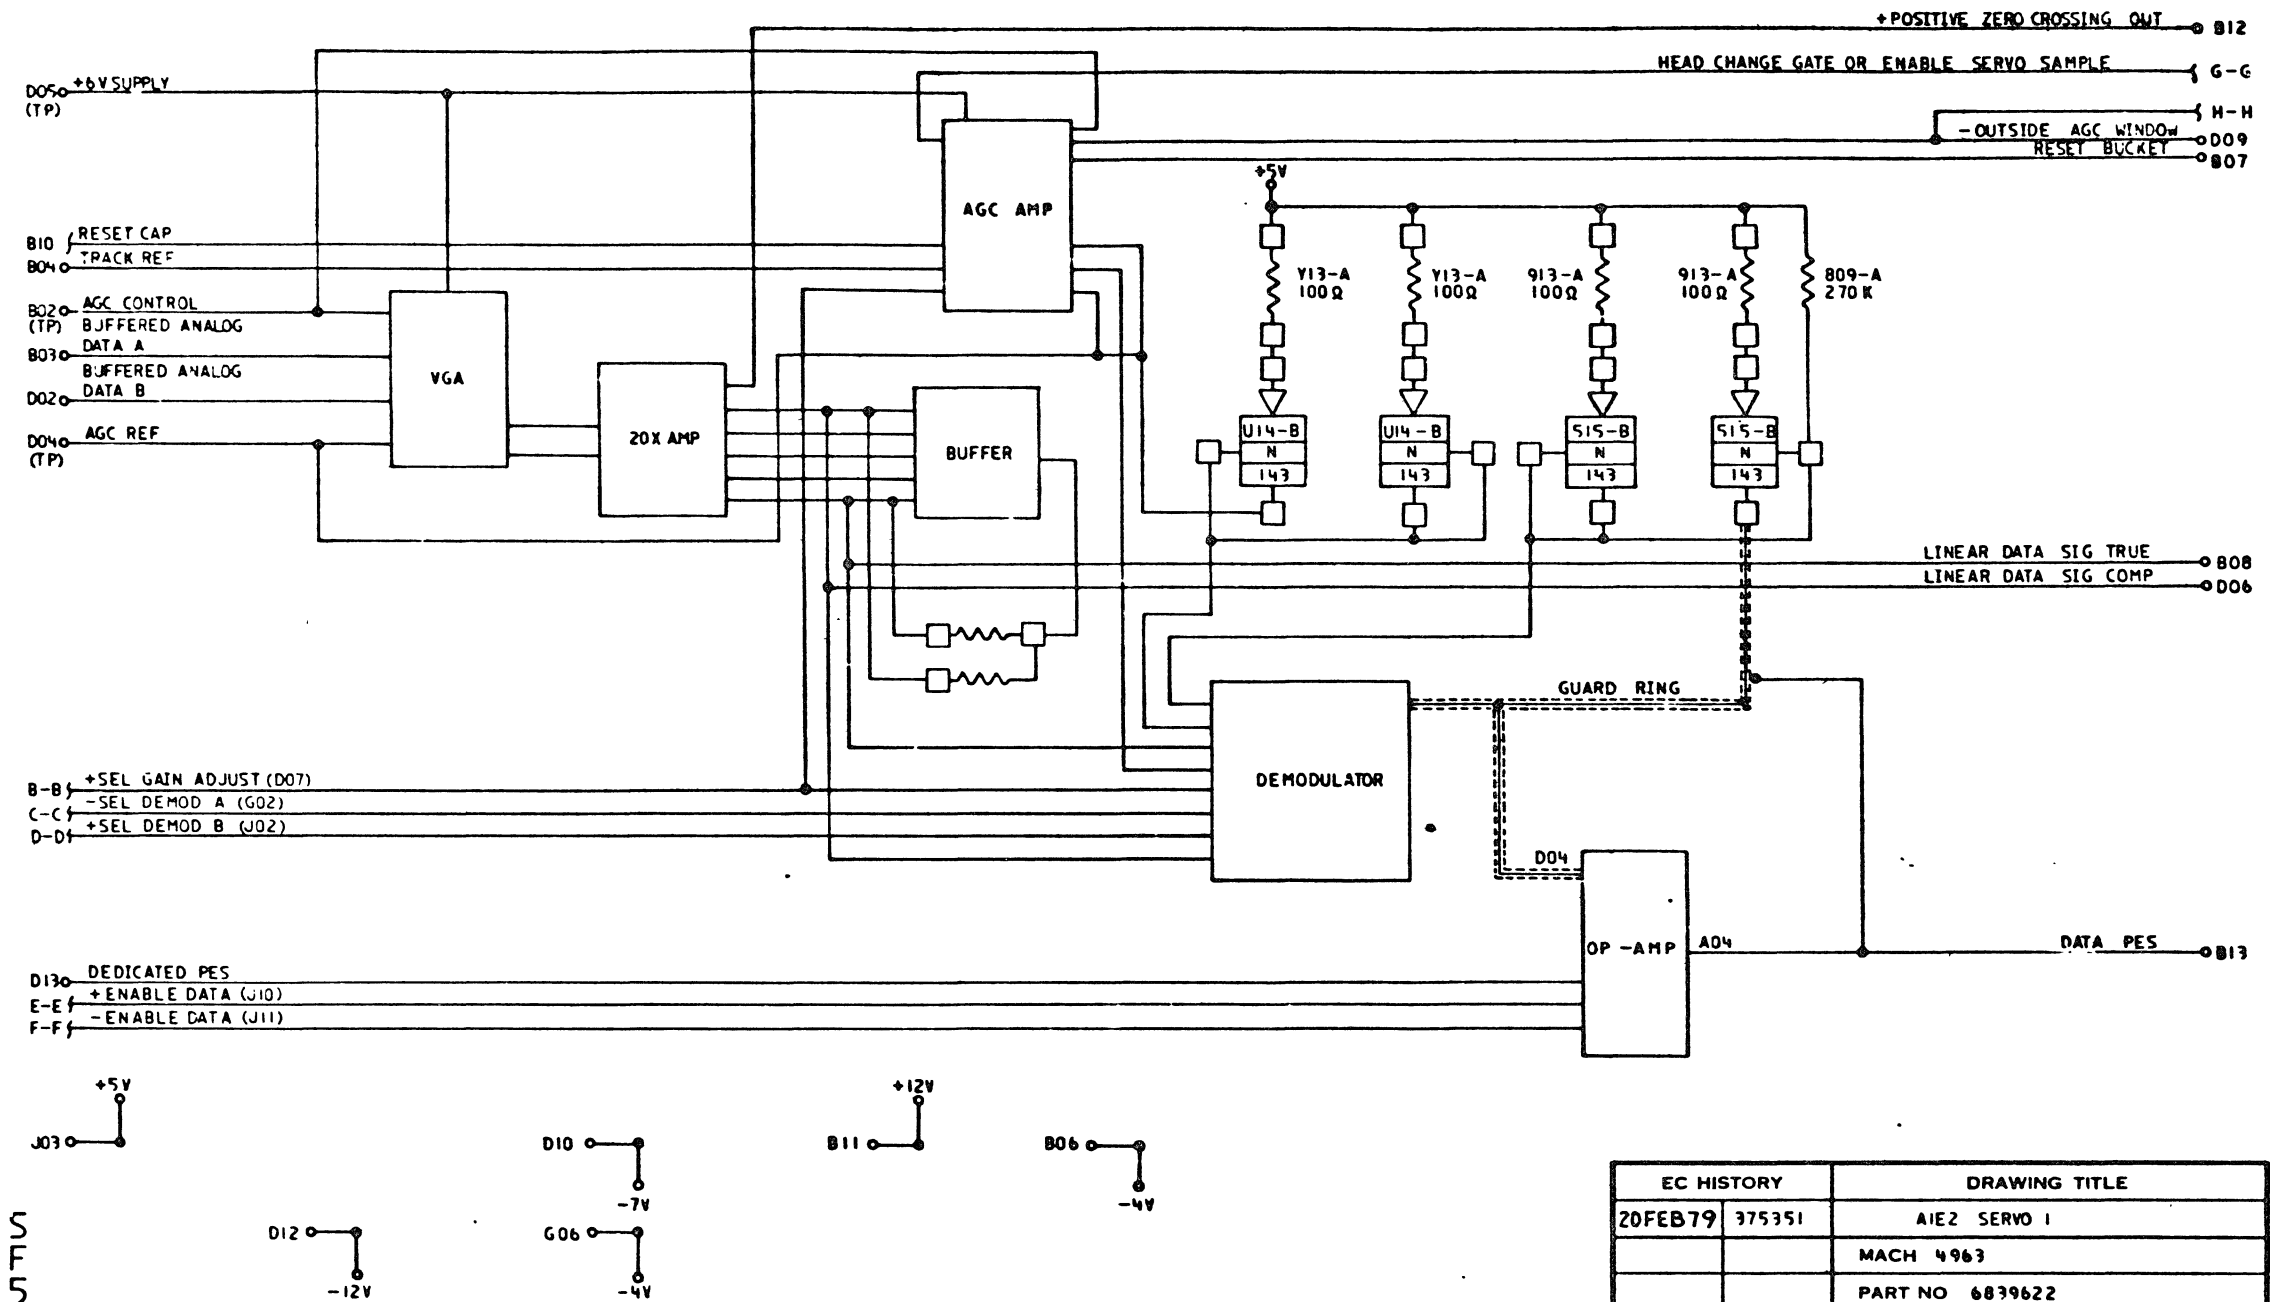 +POSITIVE ZERO CROSSING OUT B12
HEAD CHANGE GATE OR ENABLE SERVO SAMPLE G-G
D05 +6V SUPPLY
(TP)
H-H
-OUTSIDE AGC WINDOW D09
RESET BUCKET B07
+5V
AGC AMP
B10 RESET CAP
B04 TRACK REF
Y13-A
100Ω
Y13-A
100Ω
913-A
100Ω
913-A
100Ω
809-A
270K
B02 AGC CONTROL
(TP) BUFFERED ANALOG
B03 DATA A
BUFFERED ANALOG
D02 DATA B
D04 AGC REF
(TP)
VGA
20X AMP
BUFFER
U14-B
N
143
U14-B
N
143
515-B
N
143
515-B
N
143
LINEAR DATA SIG TRUE B08
LINEAR DATA SIG COMP D06
GUARD RING
B-B +SEL GAIN ADJUST (D07)
C-C -SEL DEMOD A (G02)
D-D +SEL DEMOD B (J02)
DEMODULATOR
D04
OP-AMP
A04
DATA PES B13
D13 DEDICATED PES
E-E +ENABLE DATA (J10)
F-F -ENABLE DATA (J11)
+5V
J03
D10
-7V
+12V
B11
B06
-4V
D12
-12V
G06
-4V
SF5
EC HISTORY DRAWING TITLE
20FEB79 375351 A1E2 SERVO 1
MACH 4963
PART NO 6839622